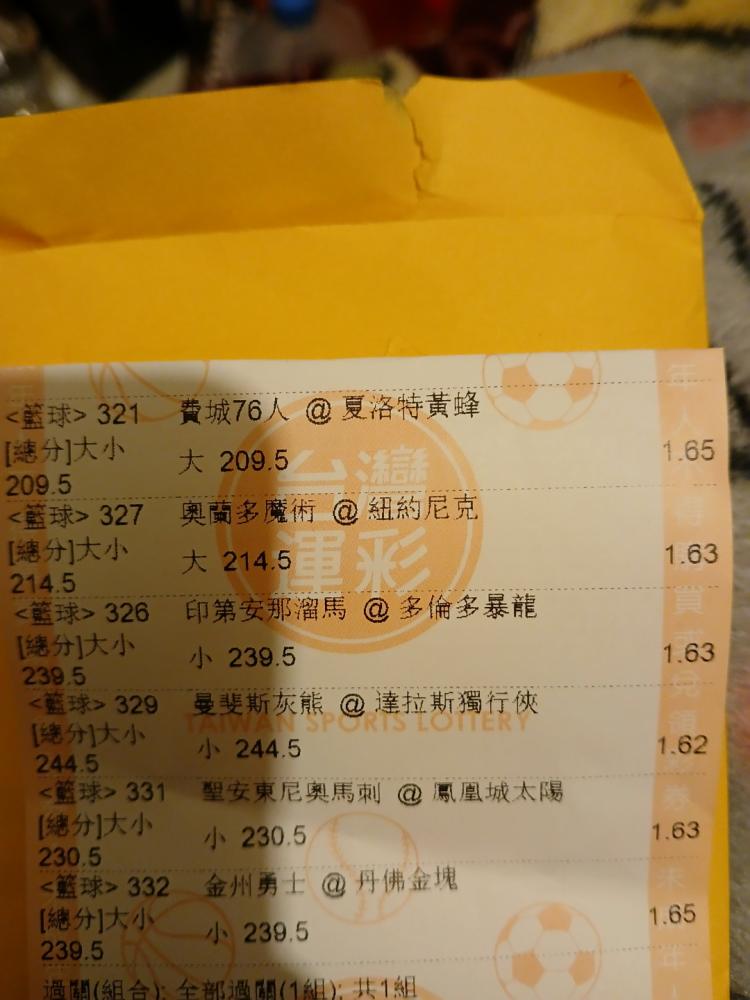 <籃球> 321 費城76人 @ 夏洛特黃蜂
[總分]大小 大 209.5 1.65
209.5
<籃球> 327 奧蘭多魔術 @ 紐約尼克
[總分]大小 大 214.5 1.63
214.5
<籃球> 326 印第安那溜馬 @ 多倫多暴龍
[總分]大小 小 239.5 1.63
239.5
<籃球> 329 曼斐斯灰熊 @ 達拉斯獨行俠
[總分]大小 小 244.5 1.62
244.5
<籃球> 331 聖安東尼奧馬刺 @ 鳳凰城太陽
[總分]大小 小 230.5 1.63
230.5
<籃球> 332 金州勇士 @ 丹佛金塊
[總分]大小 小 239.5 1.65
239.5
過關(組合): 全部過關(1組); 共1組
台灣
運彩
TAIWAN SPORTS LOTTERY